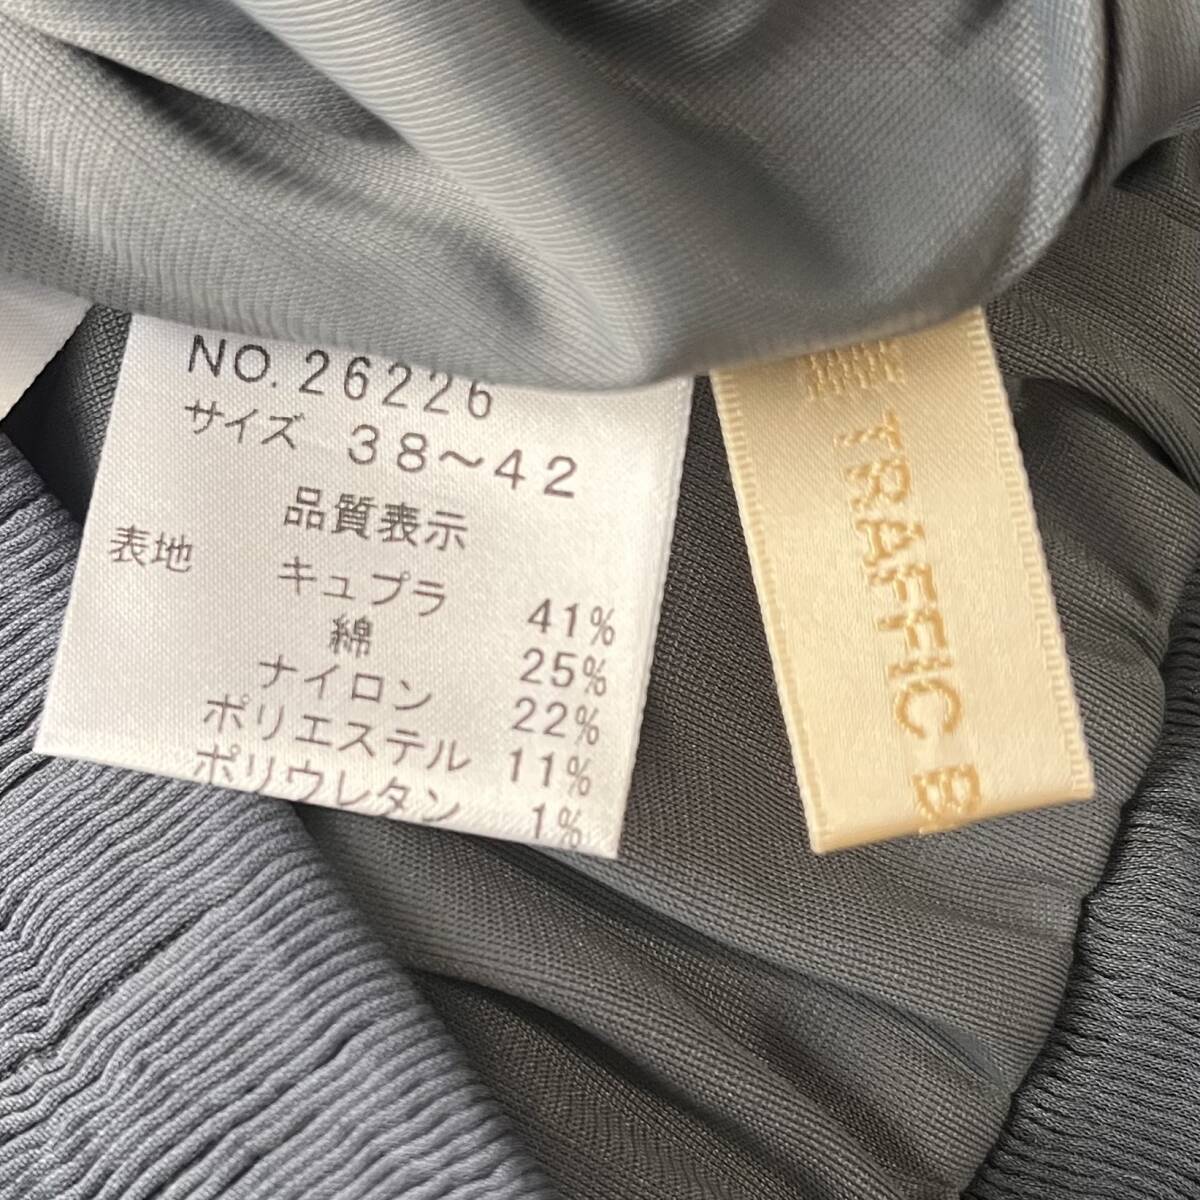 NO.26226
サイズ 38～42
品質表示
表地 キュプラ 41%
綿 25%
ナイロン 22%
ポリエステル 11%
ポリウレタン 1%
TRAFFIC